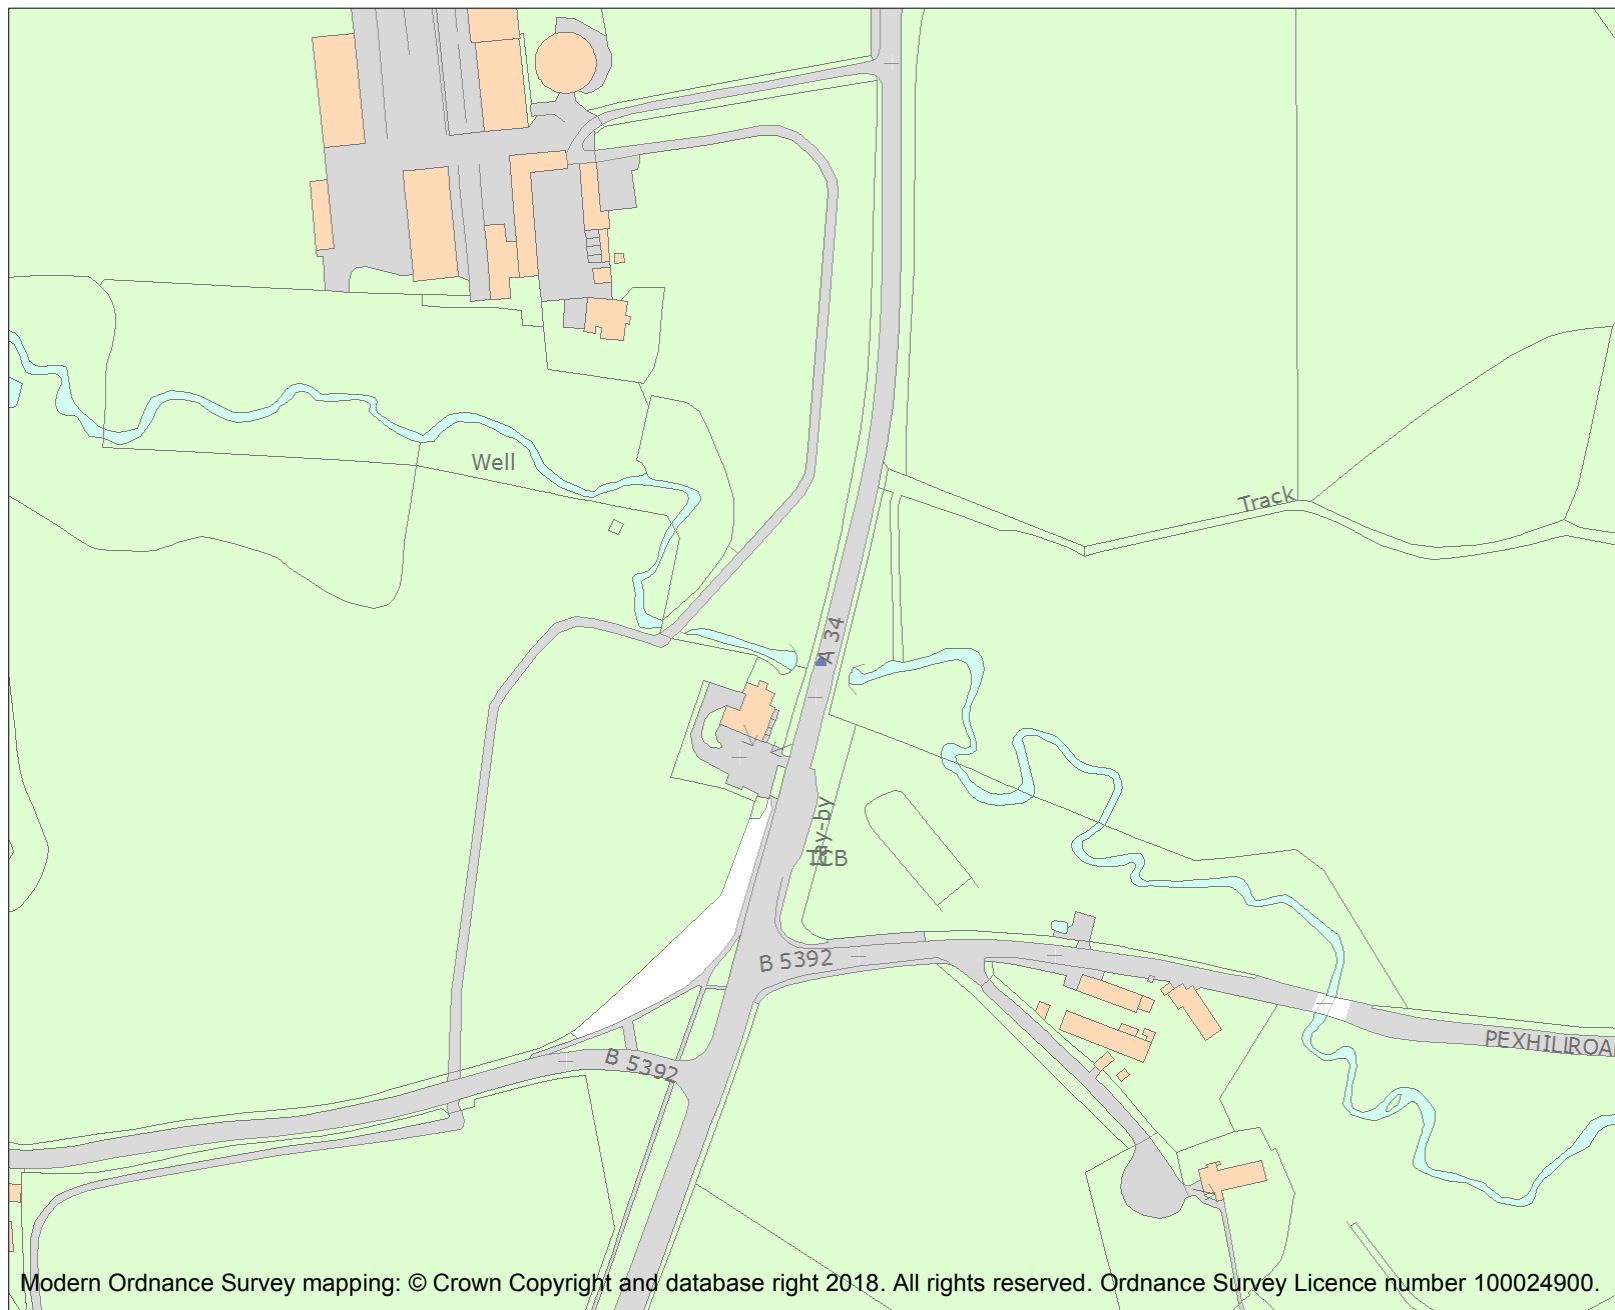 Well
Track
A 34
Lay-by
TCB
B 5392
B 5392
PEXHILL ROA
Modern Ordnance Survey mapping: © Crown Copyright and database right 2018. All rights reserved. Ordnance Survey Licence number 100024900.